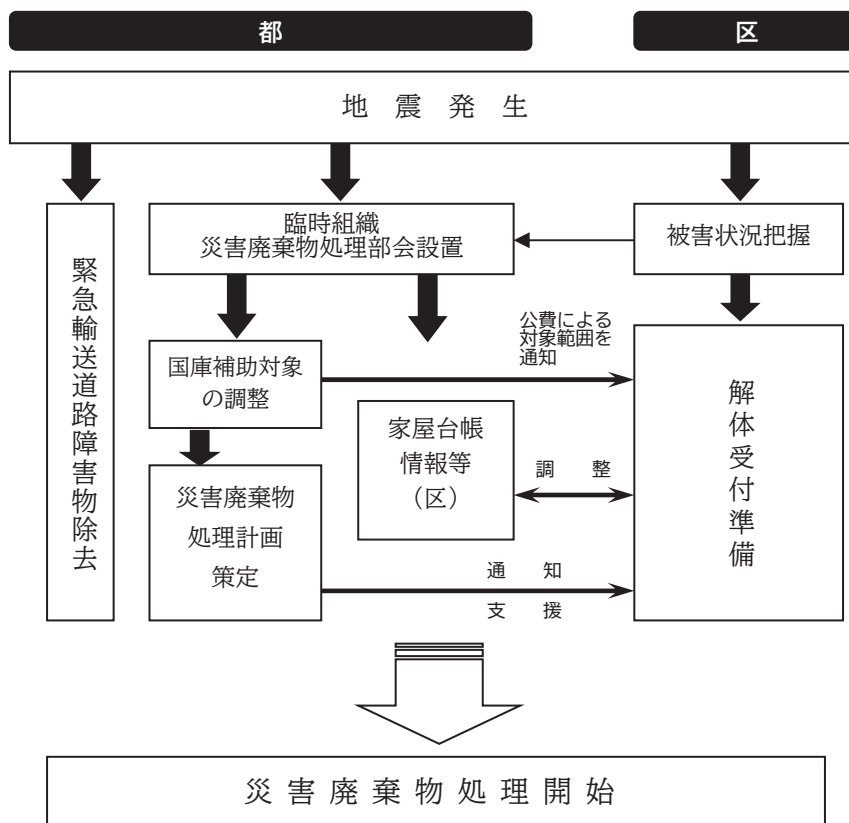 都
区
地震発生
緊急輸送道路障害物除去
臨時組織
災害廃棄物処理部会設置
被害状況把握
国庫補助対象
の調整
公費による
対象範囲を
通知
家屋台帳
情報等
(区)
調整
解体受付準備
災害廃棄物
処理計画
策定
通知
支援
災害廃棄物処理開始